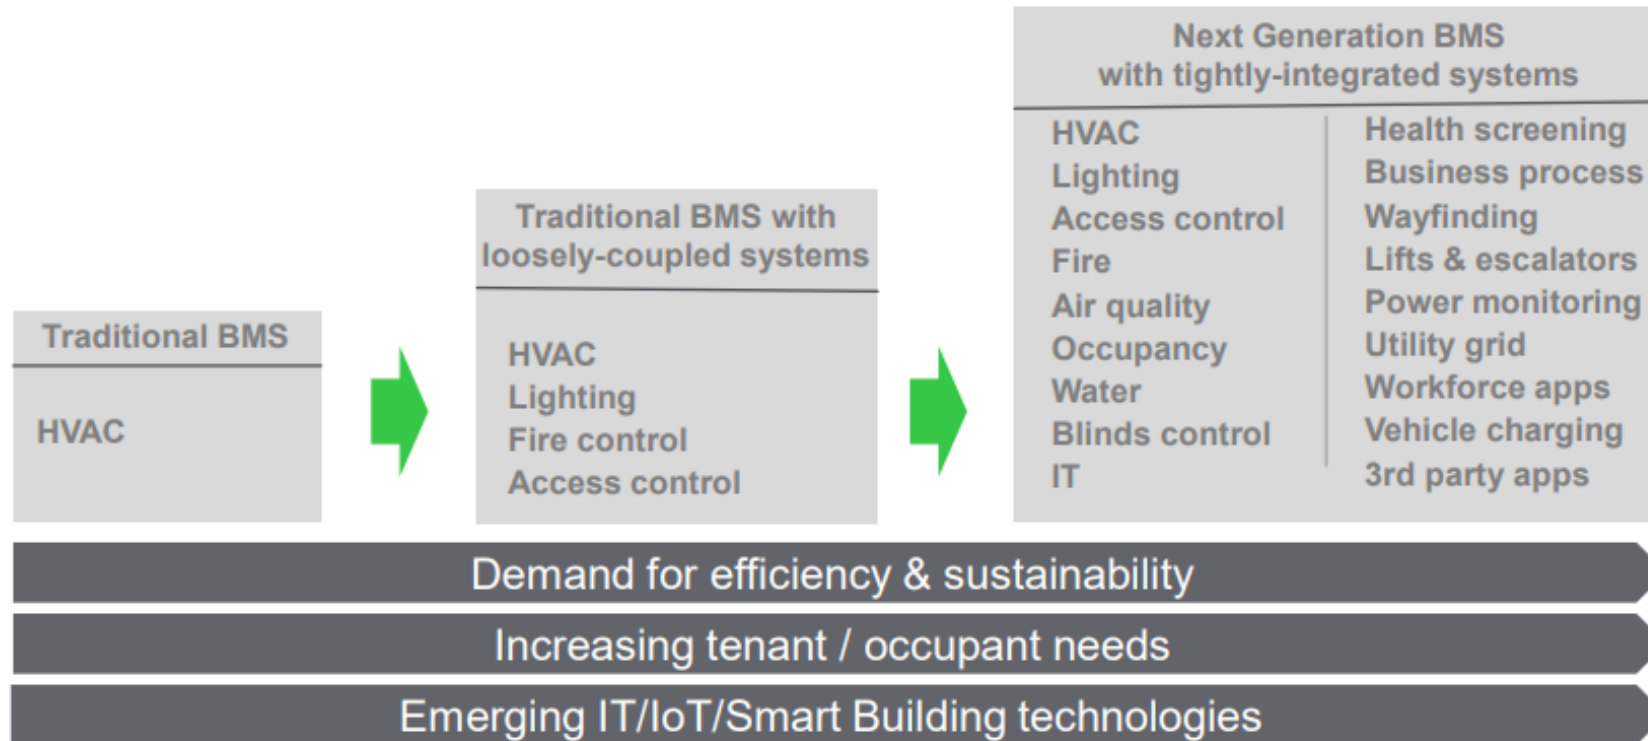 Traditional BMS
HVAC
Traditional BMS with
loosely-coupled systems
HVAC
Lighting
Fire control
Access control
Next Generation BMS
with tightly-integrated systems
HVAC
Lighting
Access control
Fire
Air quality
Occupancy
Water
Blinds control
IT
Health screening
Business process
Wayfinding
Lifts & escalators
Power monitoring
Utility grid
Workforce apps
Vehicle charging
3rd party apps
Demand for efficiency & sustainability
Increasing tenant / occupant needs
Emerging IT/IoT/Smart Building technologies